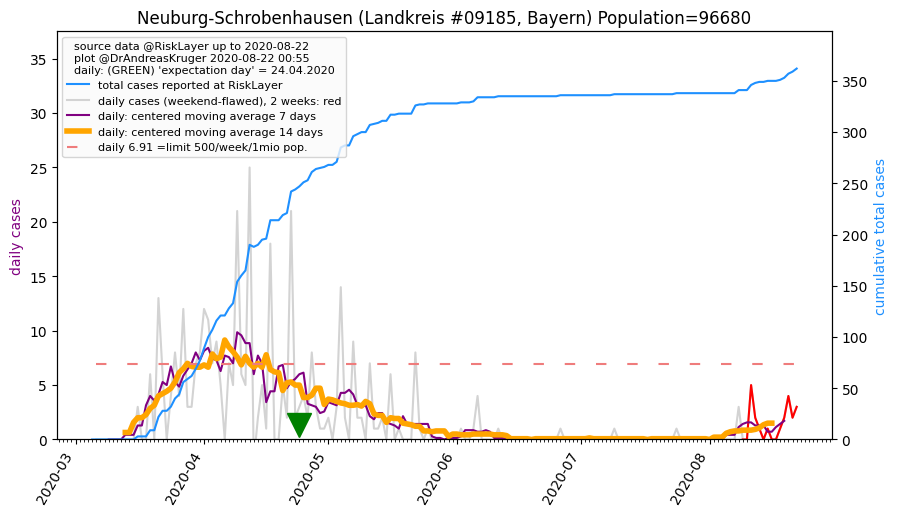 Neuburg-Schrobenhausen (Landkreis #09185, Bayern) Population=96680
source data @RiskLayer up to 2020-08-22
plot @DrAndreasKruger 2020-08-22 00:55
daily: (GREEN) 'expectation day' = 24.04.2020
total cases reported at RiskLayer
daily cases (weekend-flawed), 2 weeks: red
daily: centered moving average 7 days
daily: centered moving average 14 days
daily 6.91 =limit 500/week/1mio pop.
daily cases
35
30
25
20
15
10
5
0
cumulative total cases
350
300
250
200
150
100
50
0
2020-03
2020-04
2020-05
2020-06
2020-07
2020-08